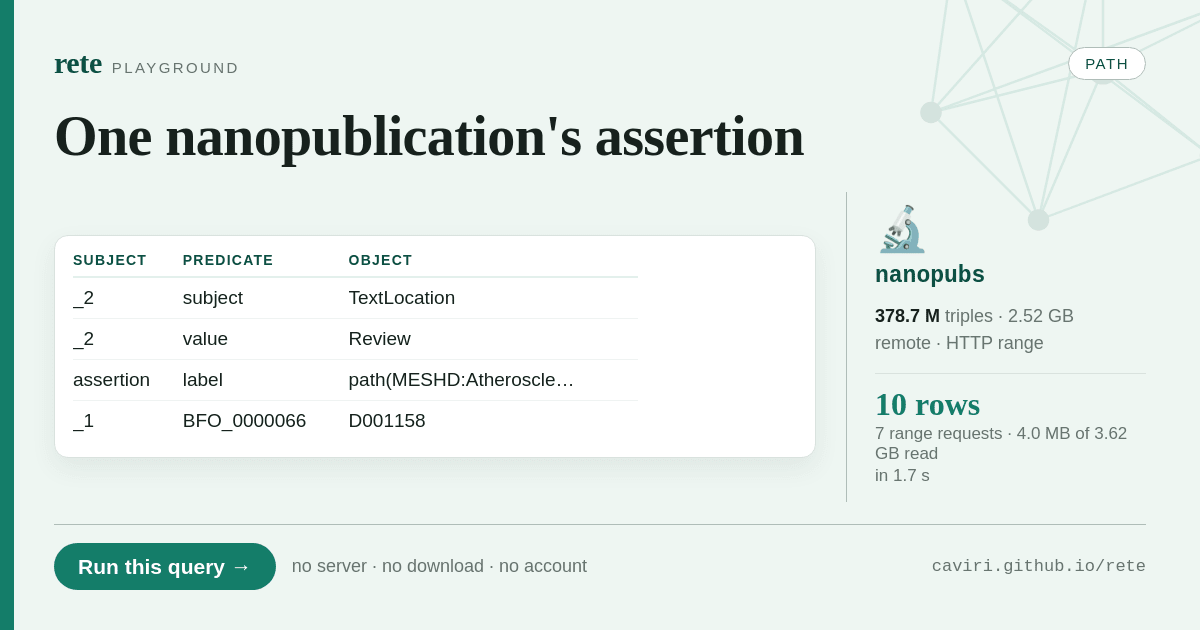 rete PLAYGROUND
PATH
One nanopublication's assertion
SUBJECT PREDICATE OBJECT
_2 subject TextLocation
_2 value Review
assertion label path(MESHD:Atheroscle…
_1 BFO_0000066 D001158
nanopubs
378.7 M triples · 2.52 GB
remote · HTTP range
10 rows
7 range requests · 4.0 MB of 3.62
GB read
in 1.7 s
Run this query →
no server · no download · no account
caviri.github.io/rete